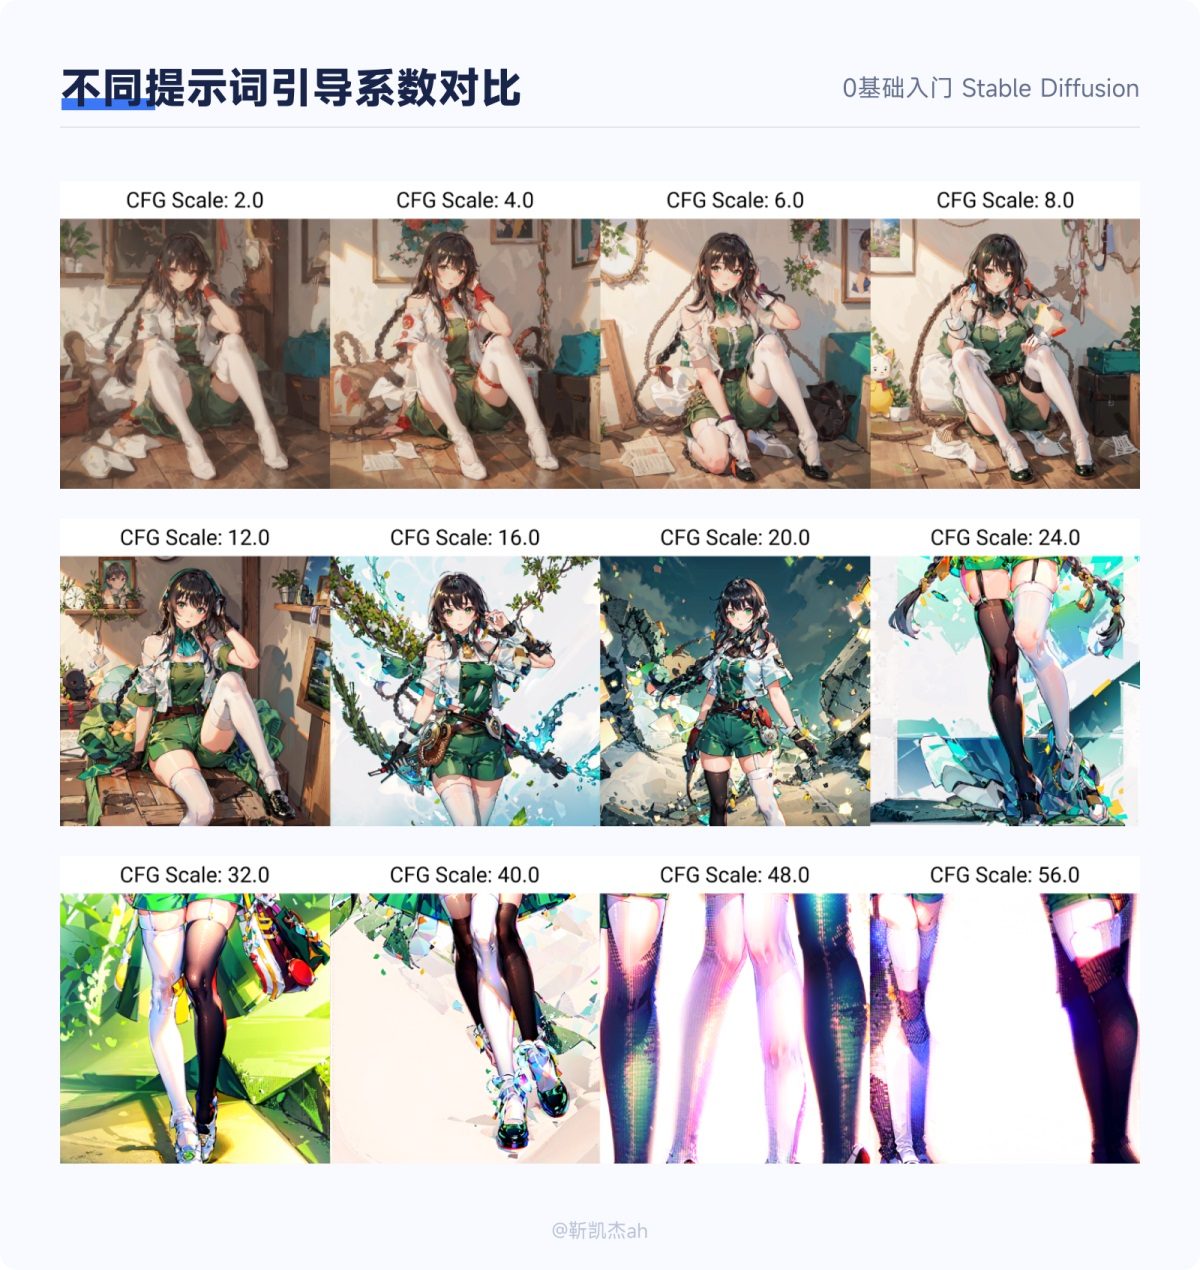 不同提示词引导系数对比
0基础入门 Stable Diffusion
CFG Scale: 2.0
CFG Scale: 4.0
CFG Scale: 6.0
CFG Scale: 8.0
CFG Scale: 12.0
CFG Scale: 16.0
CFG Scale: 20.0
CFG Scale: 24.0
CFG Scale: 32.0
CFG Scale: 40.0
CFG Scale: 48.0
CFG Scale: 56.0
@靳凯杰ah